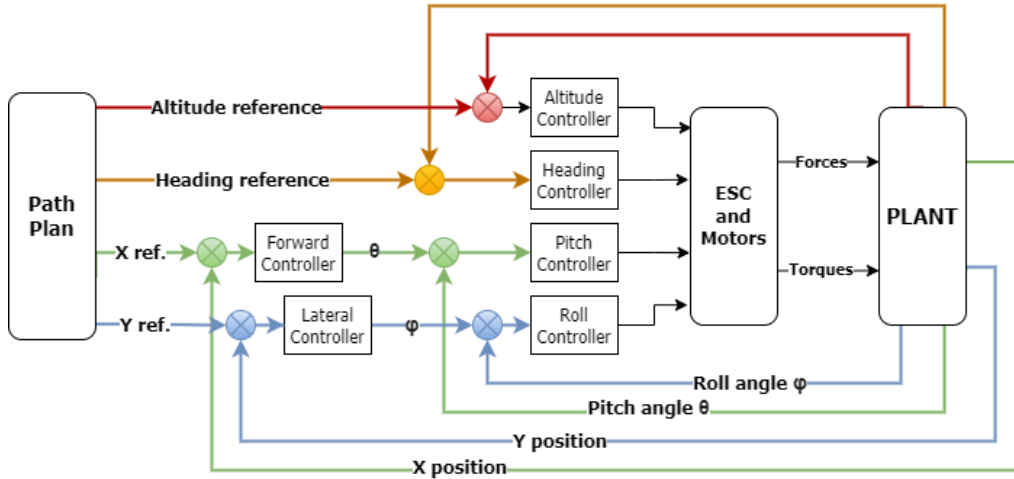 Altitude reference
Altitude
Controller
Heading reference
Heading
Controller
Path
Plan
ESC
and
Motors
Forces
PLANT
X ref.
Forward
Controller
θ
Pitch
Controller
Torques
Y ref.
Lateral
Controller
φ
Roll
Controller
Roll angle φ
Pitch angle θ
Y position
X position